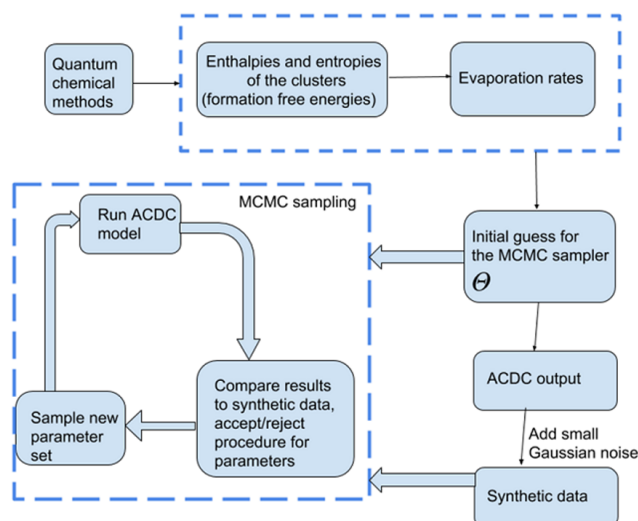 Quantum
chemical
methods
Enthalpies and entropies
of the clusters
(formation free energies)
Evaporation rates
MCMC sampling
Run ACDC
model
Initial guess for
the MCMC sampler
Θ
Compare results
to synthetic data,
accept/reject
procedure for
parameters
Sample new
parameter
set
ACDC output
Add small
Gaussian noise
Synthetic data